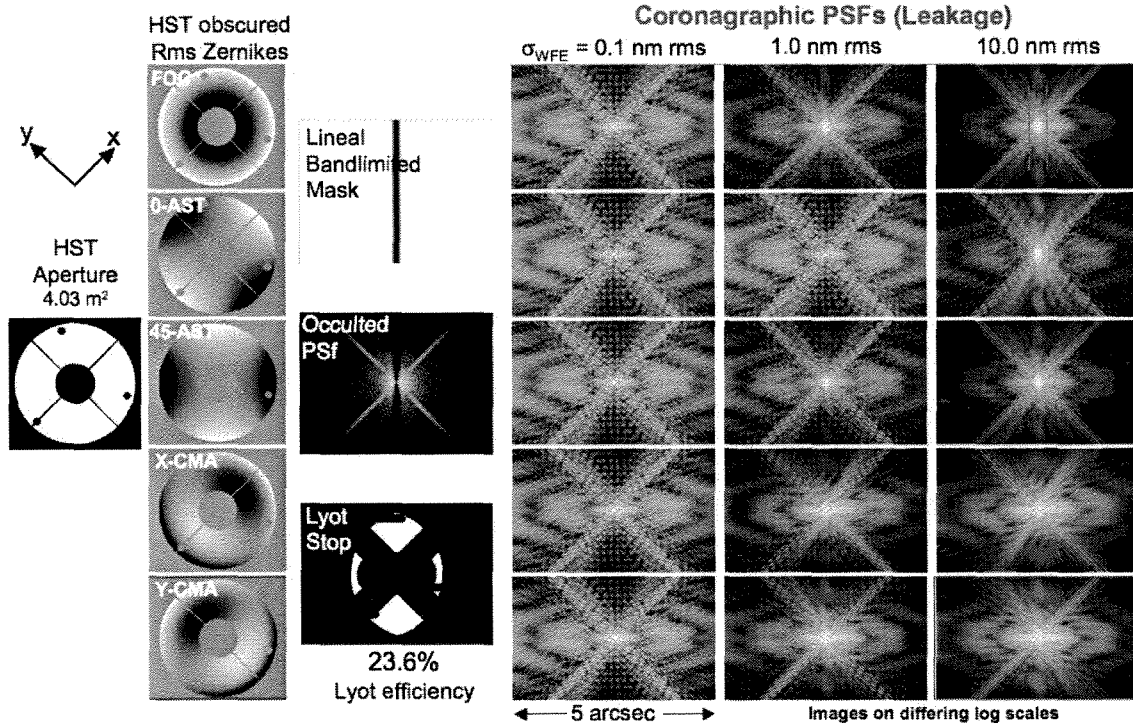 Coronagraphic PSFs (Leakage)
HST obscured
Rms Zernikes
σWFE = 0.1 nm rms
1.0 nm rms
10.0 nm rms
y
x
HST
Aperture
4.03 m²
0-AST
45-AST
X-CMA
Y-CMA
Lineal
Bandlimited
Mask
Occulted
PSf
Lyot
Stop
23.6%
Lyot efficiency
5 arcsec
Images on differing log scales